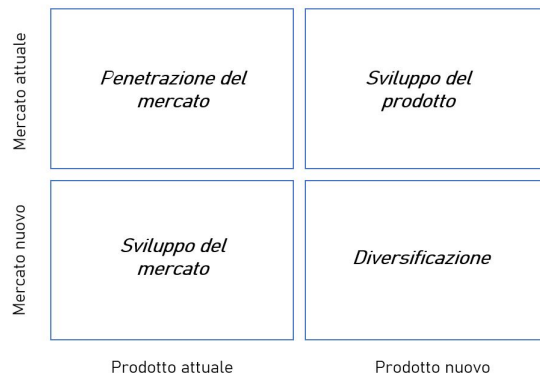 Mercato attuale
Penetrazione del
mercato
Sviluppo del
prodotto
Mercato nuovo
Sviluppo del
mercato
Diversificazione
Prodotto attuale
Prodotto nuovo